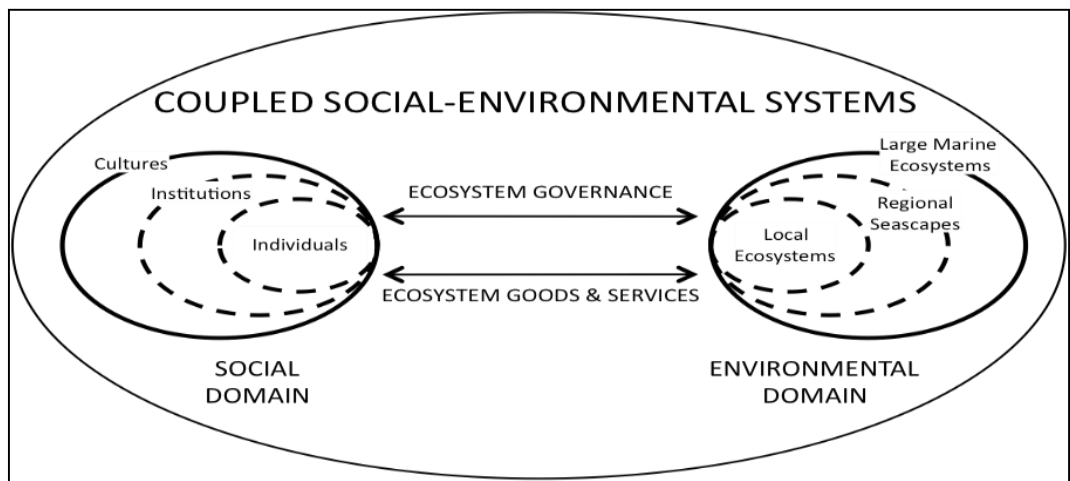 COUPLED SOCIAL-ENVIRONMENTAL SYSTEMS
Cultures
Institutions
Individuals
ECOSYSTEM GOVERNANCE
ECOSYSTEM GOODS & SERVICES
Large Marine
Ecosystems
Regional
Seascapes
Local
Ecosystems
SOCIAL
DOMAIN
ENVIRONMENTAL
DOMAIN